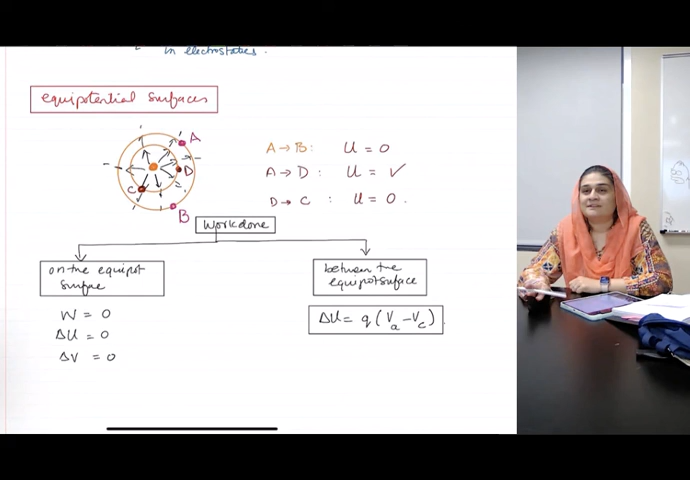 in electrostatics.
equipotential surfaces
A
D
C
B
A→B: U = 0
A→D: U = ✓
D→C: U = 0.
Workdone
on the equipot
surface
W = 0
ΔU = 0
ΔV = 0
between the
equipotsurface
ΔU = q(Va - Vc).